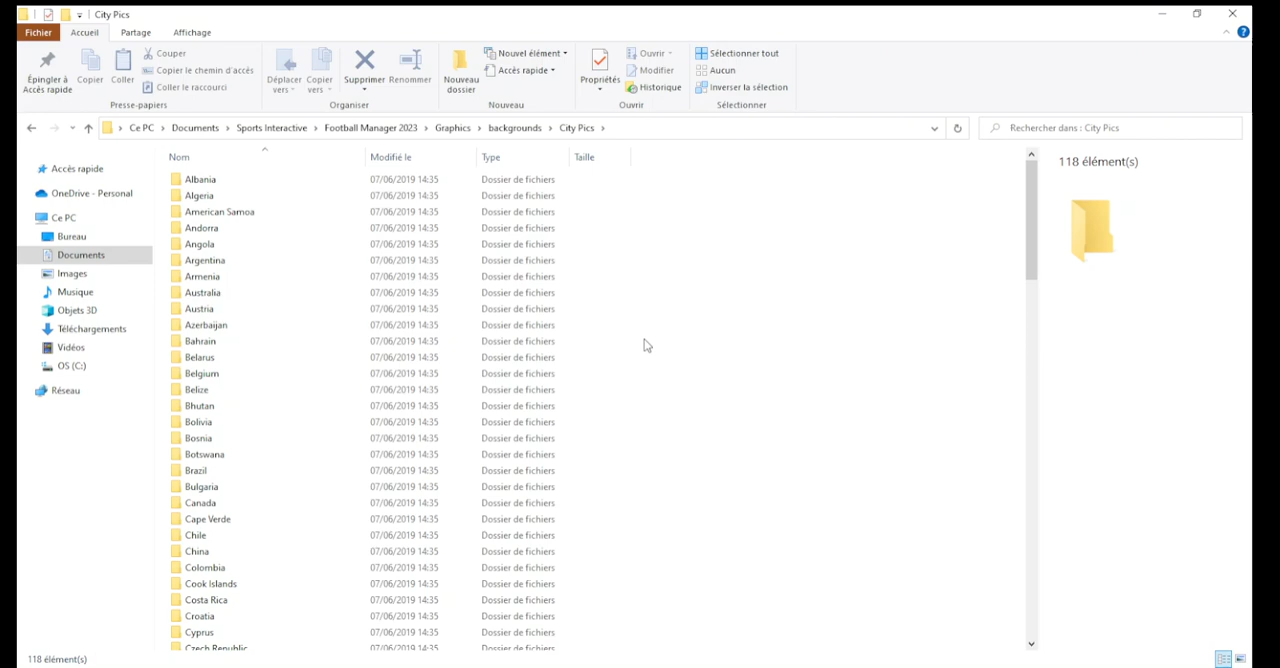 City Pics
Fichier Accueil Partage Affichage
Épingler à Accès rapide
Copier
Coller
Couper
Copier le chemin d'accès
Coller le raccourci
Presse-papiers
Déplacer vers
Copier vers
Supprimer
Renommer
Organiser
Nouveau dossier
Nouvel élément
Accès rapide
Nouveau
Propriétés
Ouvrir
Modifier
Historique
Ouvrir
Sélectionner tout
Aucun
Inverser la sélection
Sélectionner
Ce PC > Documents > Sports Interactive > Football Manager 2023 > Graphics > backgrounds > City Pics >
Rechercher dans : City Pics
Accès rapide
OneDrive - Personal
Ce PC
Bureau
Documents
Images
Musique
Objets 3D
Téléchargements
Vidéos
OS (C:)
Réseau
Nom Modifié le Type Taille
Albania 07/06/2019 14:35 Dossier de fichiers
Algeria 07/06/2019 14:35 Dossier de fichiers
American Samoa 07/06/2019 14:35 Dossier de fichiers
Andorra 07/06/2019 14:35 Dossier de fichiers
Angola 07/06/2019 14:35 Dossier de fichiers
Argentina 07/06/2019 14:35 Dossier de fichiers
Armenia 07/06/2019 14:35 Dossier de fichiers
Australia 07/06/2019 14:35 Dossier de fichiers
Austria 07/06/2019 14:35 Dossier de fichiers
Azerbaijan 07/06/2019 14:35 Dossier de fichiers
Bahrain 07/06/2019 14:35 Dossier de fichiers
Belarus 07/06/2019 14:35 Dossier de fichiers
Belgium 07/06/2019 14:35 Dossier de fichiers
Belize 07/06/2019 14:35 Dossier de fichiers
Bhutan 07/06/2019 14:35 Dossier de fichiers
Bolivia 07/06/2019 14:35 Dossier de fichiers
Bosnia 07/06/2019 14:35 Dossier de fichiers
Botswana 07/06/2019 14:35 Dossier de fichiers
Brazil 07/06/2019 14:35 Dossier de fichiers
Bulgaria 07/06/2019 14:35 Dossier de fichiers
Canada 07/06/2019 14:35 Dossier de fichiers
Cape Verde 07/06/2019 14:35 Dossier de fichiers
Chile 07/06/2019 14:35 Dossier de fichiers
China 07/06/2019 14:35 Dossier de fichiers
Colombia 07/06/2019 14:35 Dossier de fichiers
Cook Islands 07/06/2019 14:35 Dossier de fichiers
Costa Rica 07/06/2019 14:35 Dossier de fichiers
Croatia 07/06/2019 14:35 Dossier de fichiers
Cyprus 07/06/2019 14:35 Dossier de fichiers
Czech Republic 07/06/2019 14:35 Dossier de fichiers
118 élément(s)
118 élément(s)